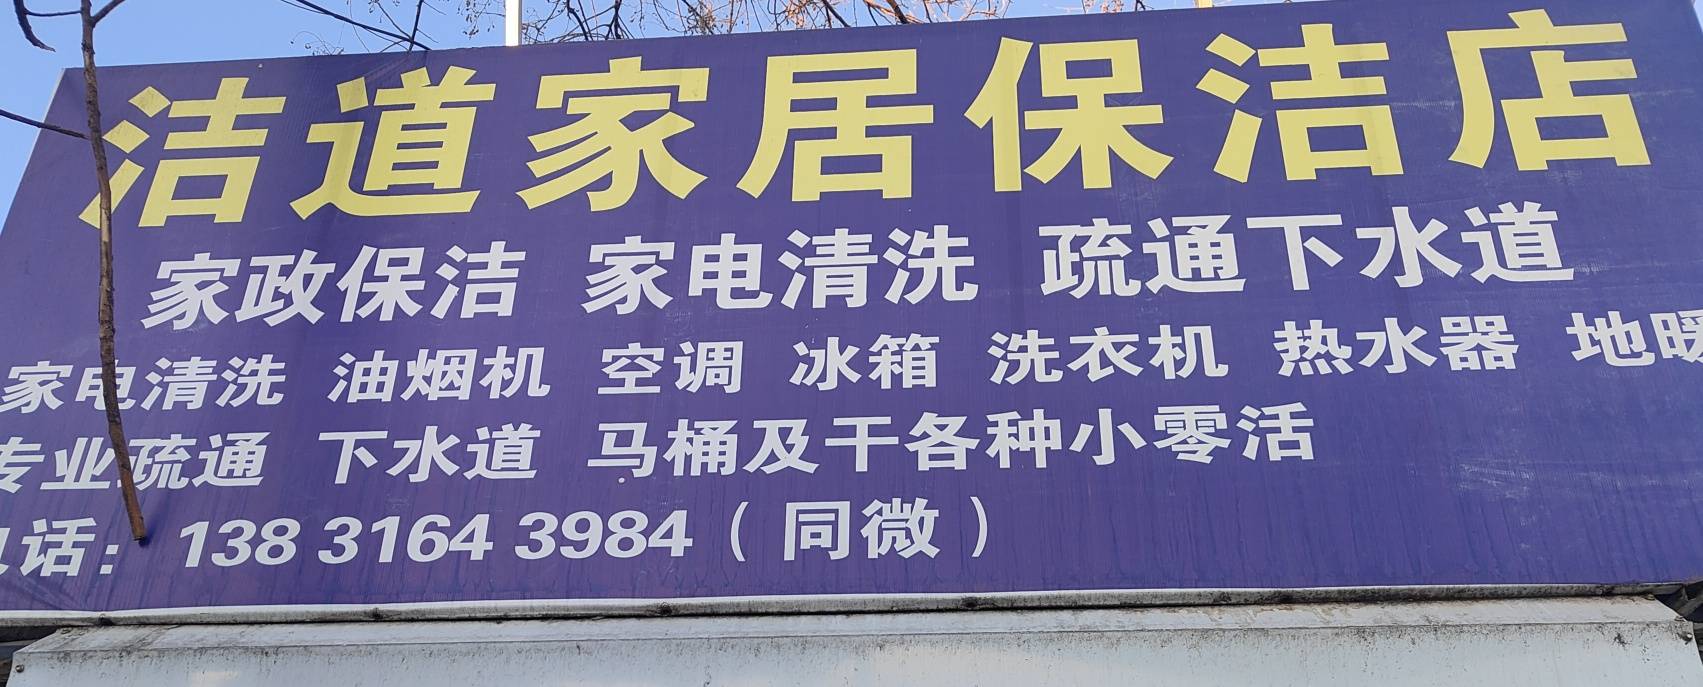 洁道家居保洁店
家政保洁 家电清洗 疏通下水道
家电清洗 油烟机 空调 冰箱 洗衣机 热水器 地暖
专业疏通 下水道 马桶及干各种小零活
电话：138 3164 3984（同微）